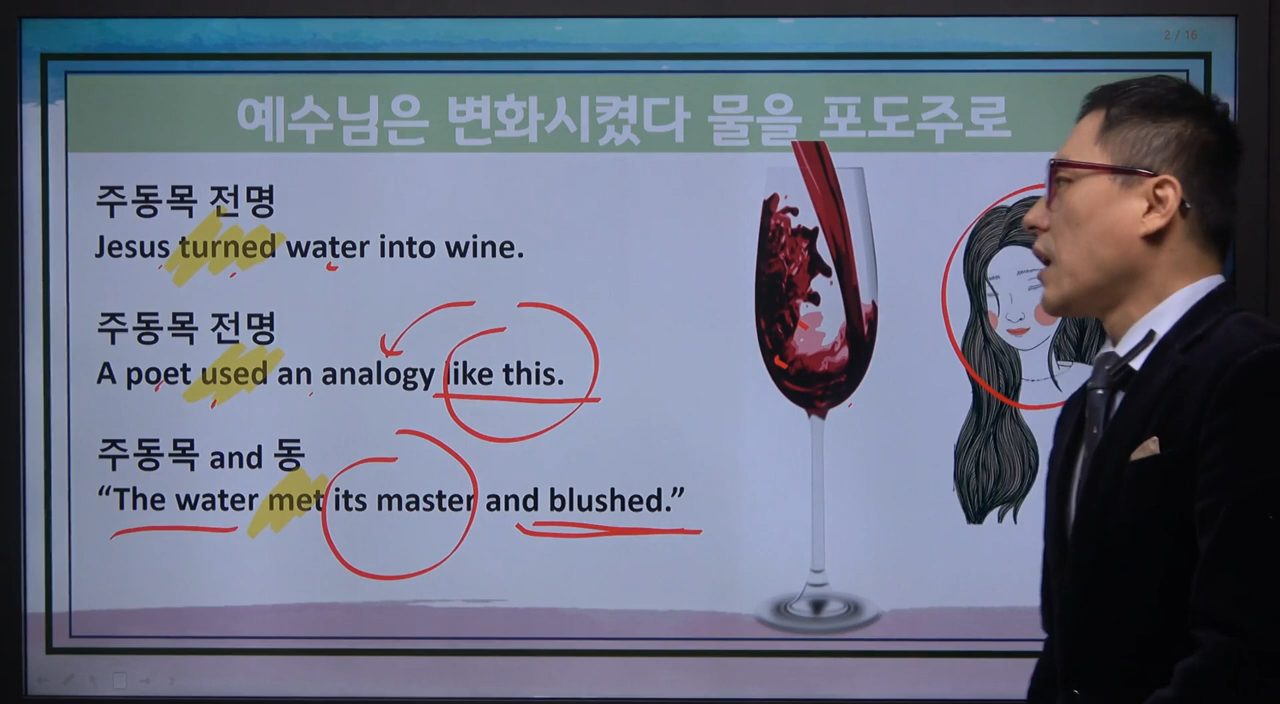 2 / 16
예수님은 변화시켰다 물을 포도주로
주동목 전명
Jesus turned water into wine.
주동목 전명
A poet used an analogy like this.
주동목 and 동
“The water met its master and blushed.”